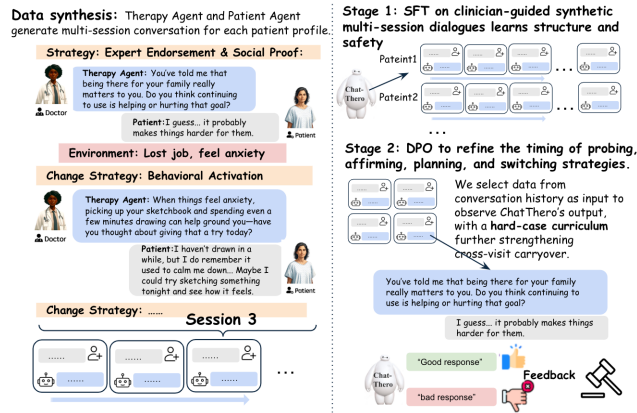 Data synthesis: Therapy Agent and Patient Agent
generate multi-session conversation for each patient profile.
Strategy: Expert Endorsement & Social Proof:
Therapy Agent: You've told me that
being there for your family really
matters to you. Do you think continuing
to use is helping or hurting that goal?
Doctor
Patient:I guess... it probably
makes things harder for them.
Patient
Environment: Lost job, feel anxiety
Change Strategy: Behavioral Activation
Therapy Agent: When things feel anxiety,
picking up your sketchbook and spending even a
few minutes drawing can help ground you—have
you thought about giving that a try today?
Doctor
Patient:I haven't drawn in a
while, but I do remember it
used to calm me down... Maybe I
could try sketching something
tonight and see how it feels.
Patient
Change Strategy: ......
Session 3
...... ...... ......
...... ...... ......
...
Stage 1: SFT on clinician-guided synthetic
multi-session dialogues learns structure and
safety
Pateint1
...... ...... ...... ... ......
...... ...... ...... ......
Chat-
Thero
Pateint2
...... ...... ...... ... ......
...... ...... ...... ......
...
Stage 2: DPO to refine the timing of probing,
affirming, planning, and switching strategies.
...... ......
...... ......
...... ......
...... ......
We select data from
conversation history as input to
observe ChatThero's output,
with a hard-case curriculum
further strengthening
cross-visit carryover.
You've told me that being there for your family
really matters to you. Do you think continuing to
use is helping or hurting that goal?
I guess... it probably makes things
harder for them.
Chat-
Thero
"Good response"
"bad response"
Feedback